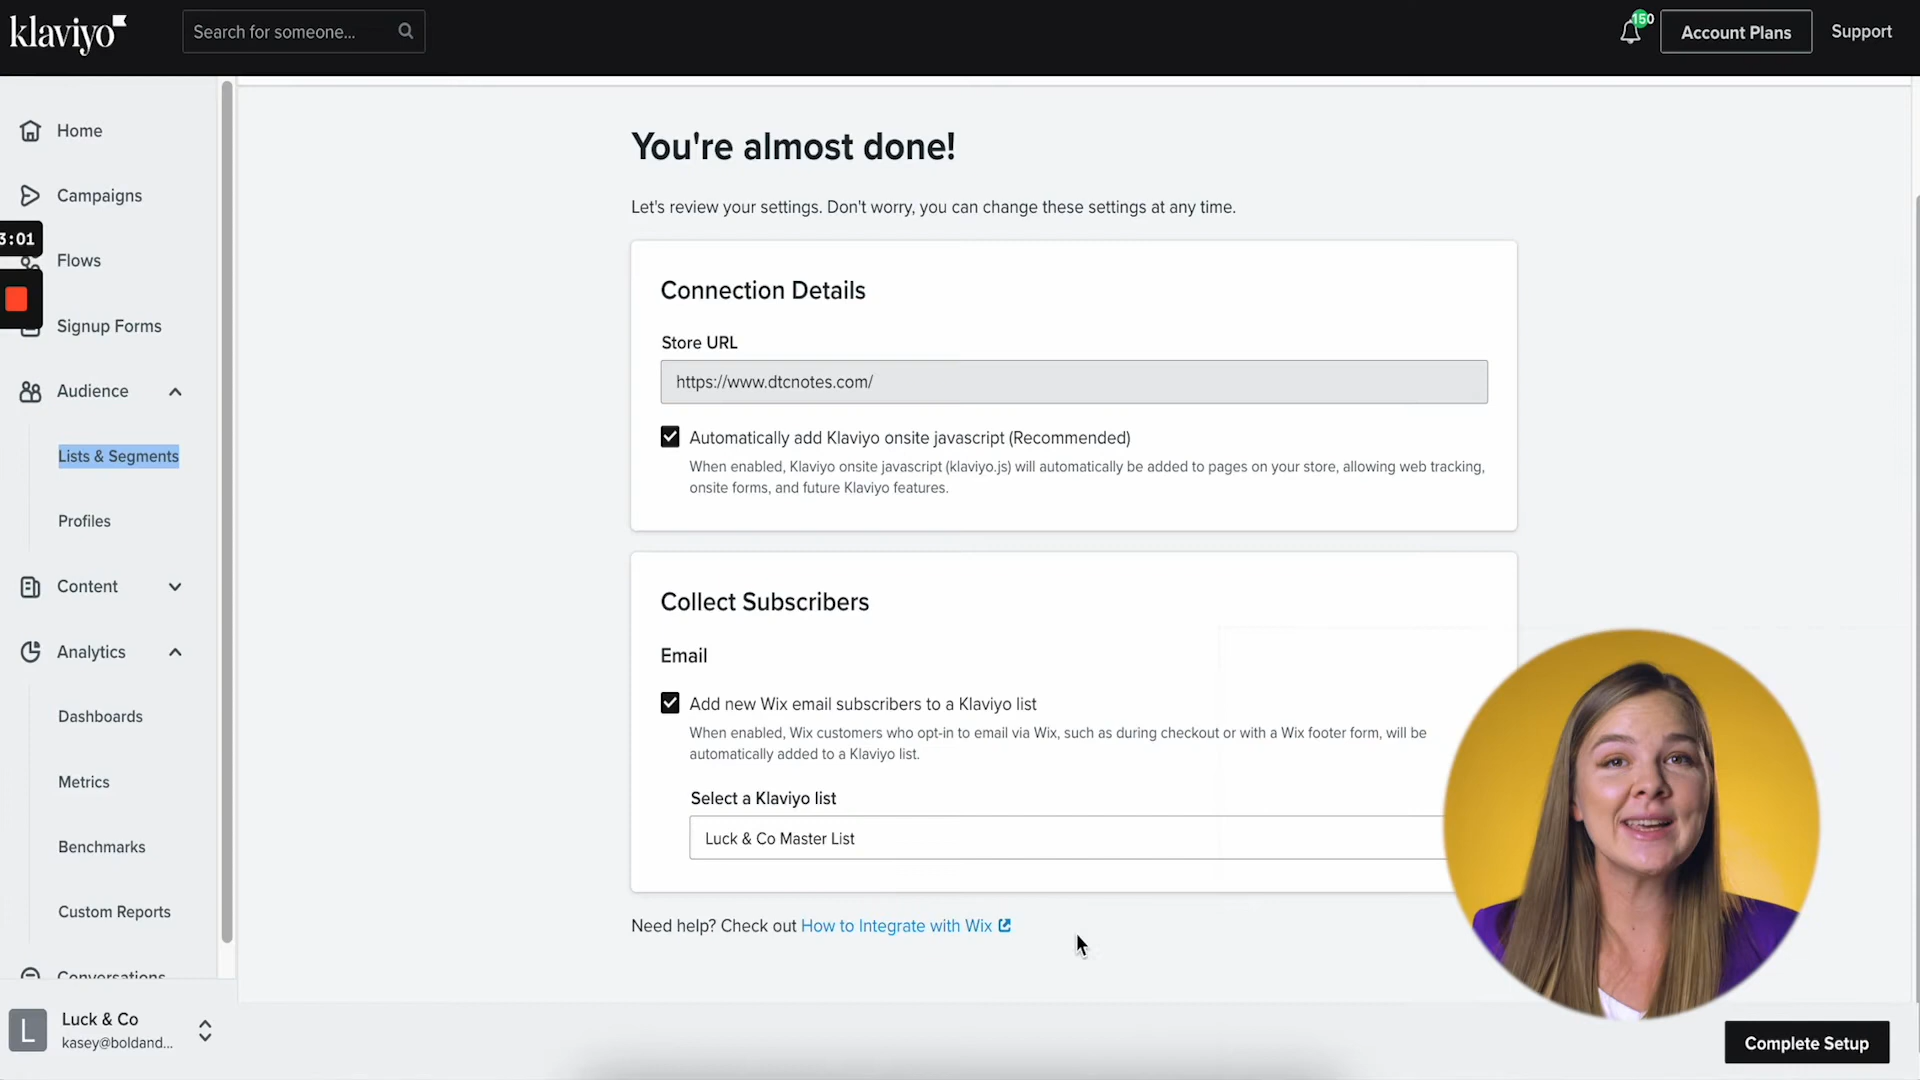 klaviyo
Search for someone...
150
Account Plans
Support
Home
Campaigns
3:01
Flows
Signup Forms
Audience
Lists & Segments
Profiles
Content
Analytics
Dashboards
Metrics
Benchmarks
Custom Reports
Conversations
L
Luck & Co
kasey@boldand...
You're almost done!
Let's review your settings. Don't worry, you can change these settings at any time.
Connection Details
Store URL
https://www.dtcnotes.com/
Automatically add Klaviyo onsite javascript (Recommended)
When enabled, Klaviyo onsite javascript (klaviyo.js) will automatically be added to pages on your store, allowing web tracking,
onsite forms, and future Klaviyo features.
Collect Subscribers
Email
Add new Wix email subscribers to a Klaviyo list
When enabled, Wix customers who opt-in to email via Wix, such as during checkout or with a Wix footer form, will be
automatically added to a Klaviyo list.
Select a Klaviyo list
Luck & Co Master List
Need help? Check out How to Integrate with Wix
Complete Setup